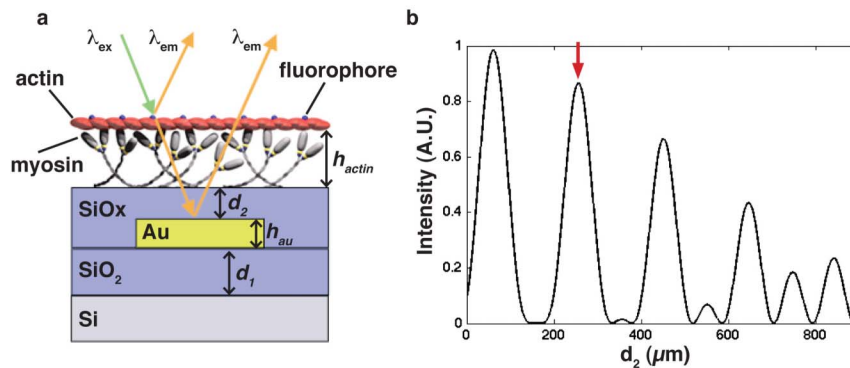 a
λex
λem
λem
fluorophore
actin
myosin
hactin
SiOx
d2
Au
hau
SiO2
d1
Si
b
Intensity (A.U.)
1
0.8
0.6
0.4
0.2
0
0
200
400
600
800
d2 (μm)